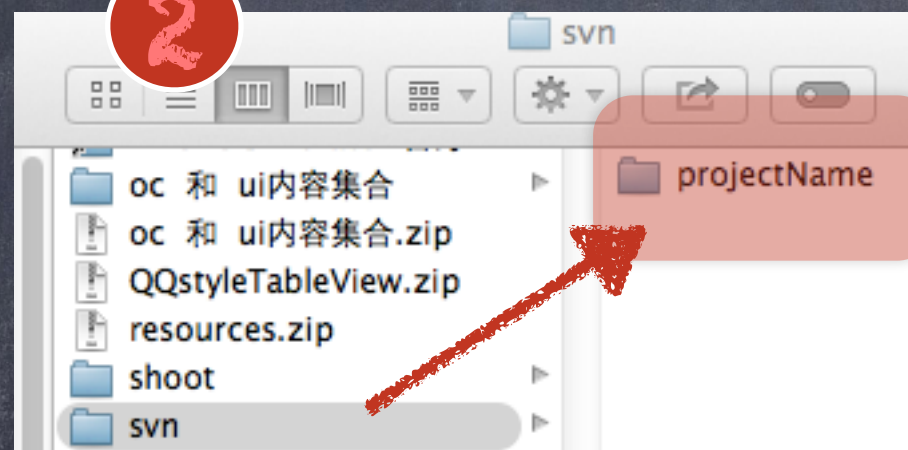 2
svn
projectName
oc 和 ui内容集合
oc 和 ui内容集合.zip
QQstyleTableView.zip
resources.zip
shoot
svn